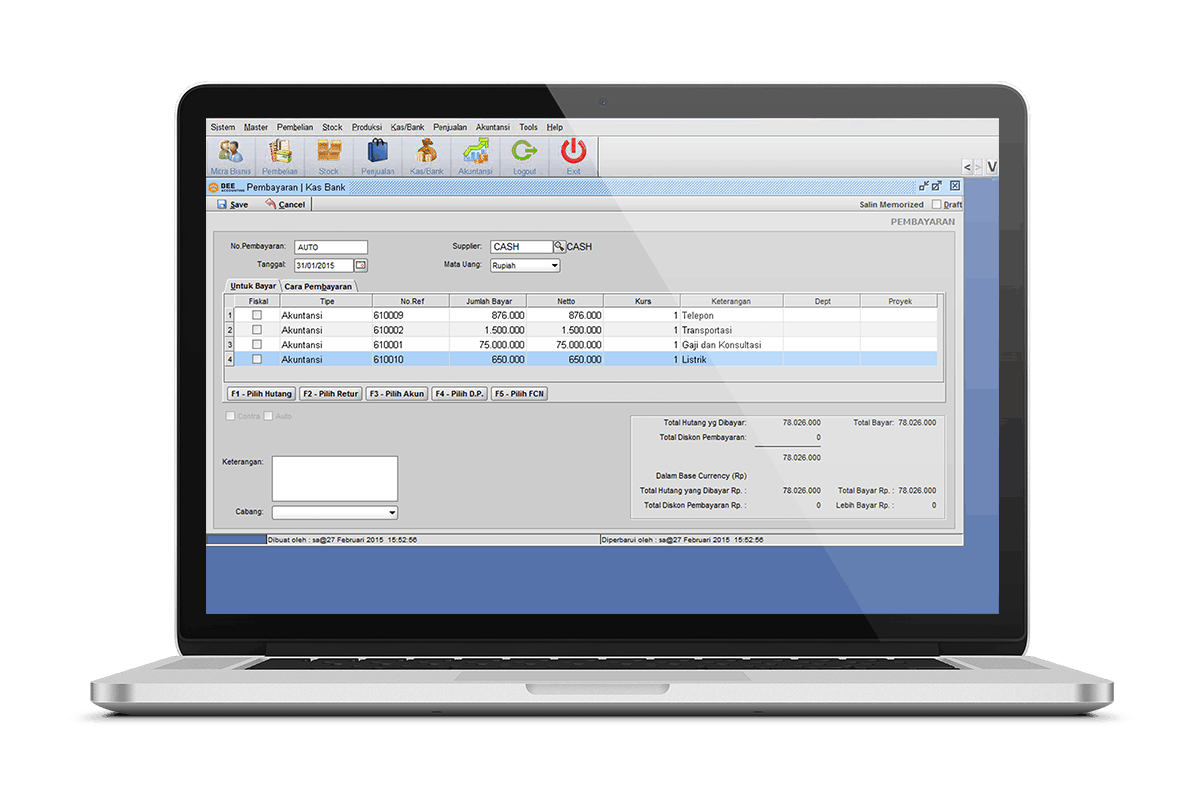 Sistem Master Pembelian Stock Produksi Kas/Bank Penjualan Akuntansi Tools Help
Mitra Bisnis Pembelian Stock Penjualan Kas/Bank Akuntansi Logout Exit
< > V
BEE ACCOUNTING Pembayaran | Kas Bank
Save Cancel Salin Memorized Draft
PEMBAYARAN
No.Pembayaran: AUTO Supplier: CASH CASH
Tanggal: 31/01/2015 Mata Uang: Rupiah
Untuk Bayar Cara Pembayaran
Fiskal Tipe No.Ref Jumlah Bayar Netto Kurs Keterangan Dept Proyek
1 Akuntansi 610009 876.000 876.000 1 Telepon
2 Akuntansi 610002 1.500.000 1.500.000 1 Transportasi
3 Akuntansi 610001 75.000.000 75.000.000 1 Gaji dan Konsultasi
4 Akuntansi 610010 650.000 650.000 1 Listrik
F1 - Pilih Hutang F2 - Pilih Retur F3 - Pilih Akun F4 - Pilih D.P. F5 - Pilih FCN
Contra Auto
Total Hutang yg Dibayar: 78.026.000 Total Bayar: 78.026.000
Total Diskon Pembayaran: 0
78.026.000
Keterangan:
Dalam Base Currency (Rp)
Total Hutang yang Dibayar Rp. : 78.026.000 Total Bayar Rp. : 78.026.000
Total Diskon Pembayaran Rp. : 0 Lebih Bayar Rp. : 0
Cabang:
Dibuat oleh : sa@27 Februari 2015 15:52:56 Diperbarui oleh : sa@27 Februari 2015 15:52:56